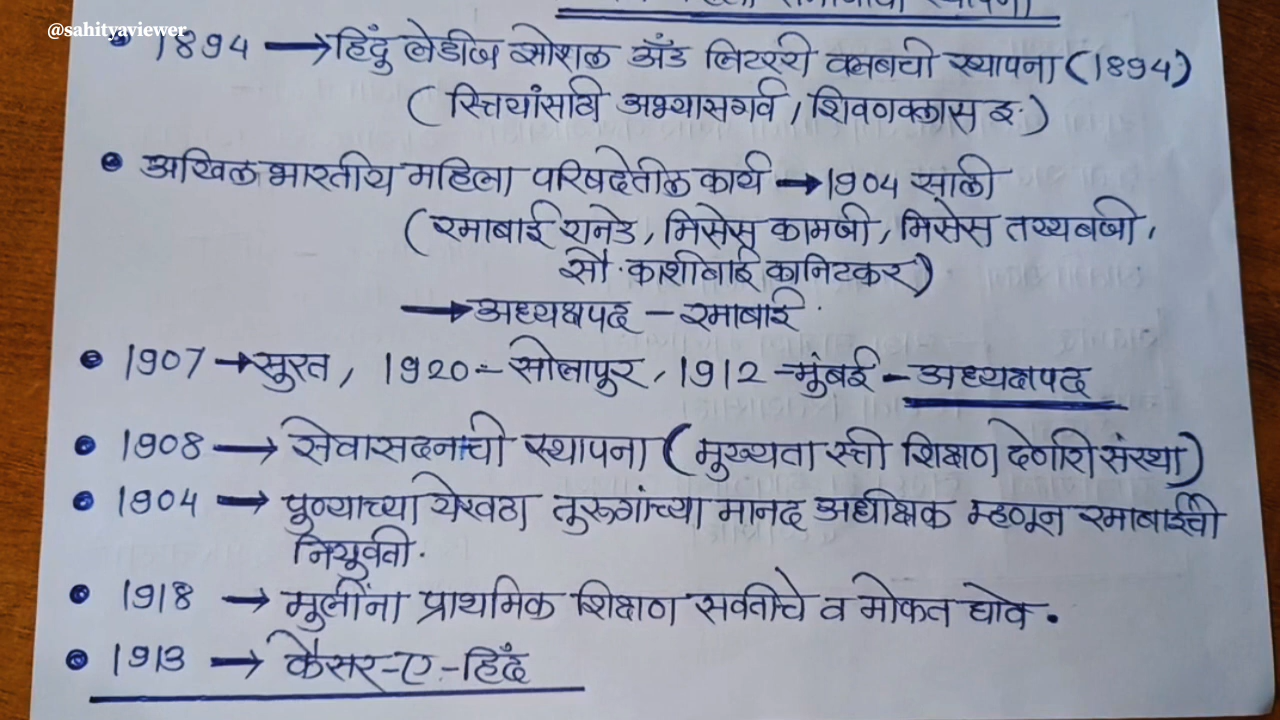 @sahityaviewer
• 1894 → हिंदु लेडीज सोशल अँड लिटररी क्लबची स्थापना (1894)
(स्त्रियांसाठी अभ्यासवर्ग, शिवणक्लास इ.)
• अखिल भारतीय महिला परिषदेतील कार्य → 1904 साली
(रमाबाई रानडे, मिसेस कामजी, मिसेस तय्यबजी,
सौ. काशीबाई कानिटकर)
→ अध्यक्षपद – रमाबाई.
• 1907 → सुरत, 1920 – सोलापुर, 1912 – मुंबई – अध्यक्षपद
• 1908 → सेवासदनाची स्थापना (मुख्यता स्त्री शिक्षण देणारी संस्था)
• 1904 → पुण्याच्या येरवडा तुरूगांच्या मानद अधीक्षक म्हणून रमाबाईंची
नियुक्ती.
• 1918 → मुलींना प्राथमिक शिक्षण सक्तीचे व मोफत द्यावे.
• 1913 → कैसर-ए-हिंद